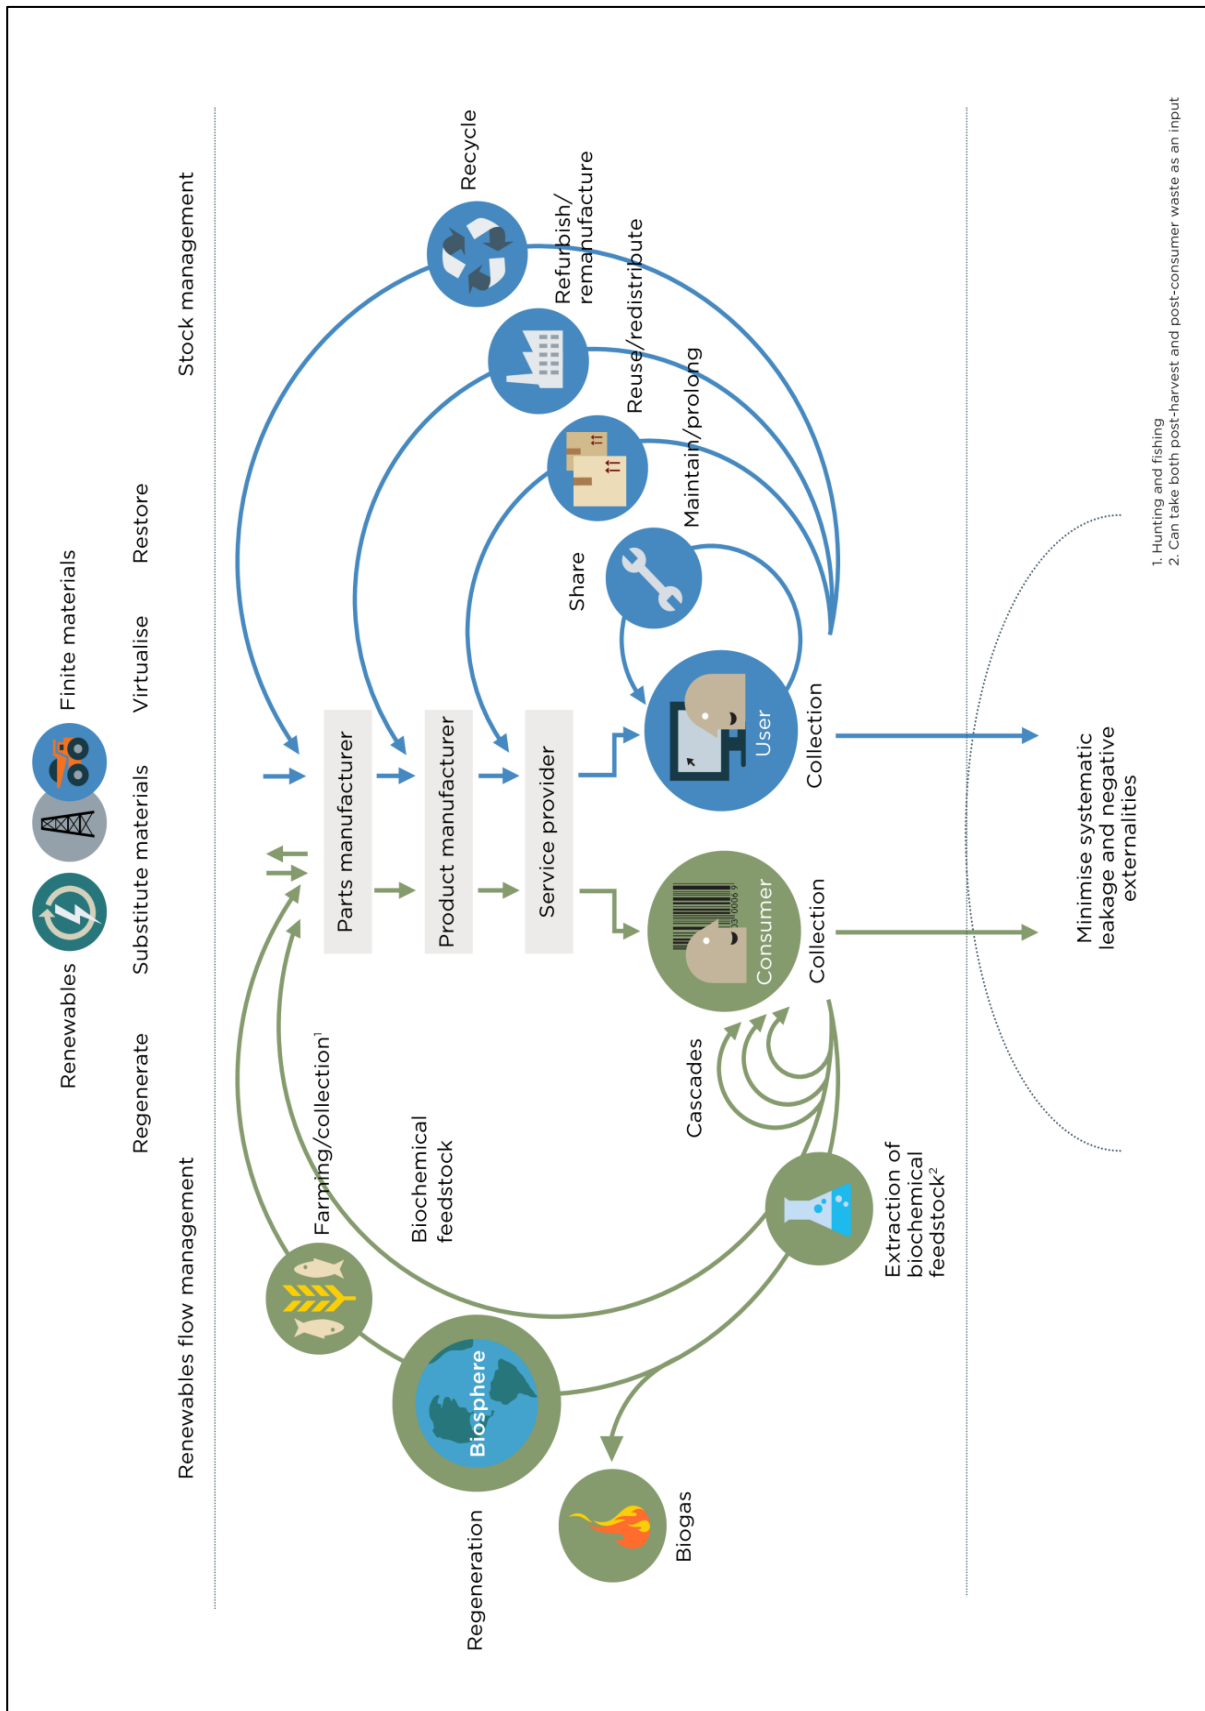 Renewables
Finite materials
Regenerate
Substitute materials
Virtualise
Restore
Renewables flow management
Stock management
Farming/collection1
Parts manufacturer
Recycle
Biochemical
feedstock
Product manufacturer
Refurbish/
remanufacture
Regeneration
Biosphere
Service provider
Reuse/redistribute
Share
Maintain/prolong
Biogas
Cascades
03 0006 9
Consumer
User
Collection
Collection
Extraction of
biochemical
feedstock2
Minimise systematic
leakage and negative
externalities
1. Hunting and fishing
2. Can take both post-harvest and post-consumer waste as an input